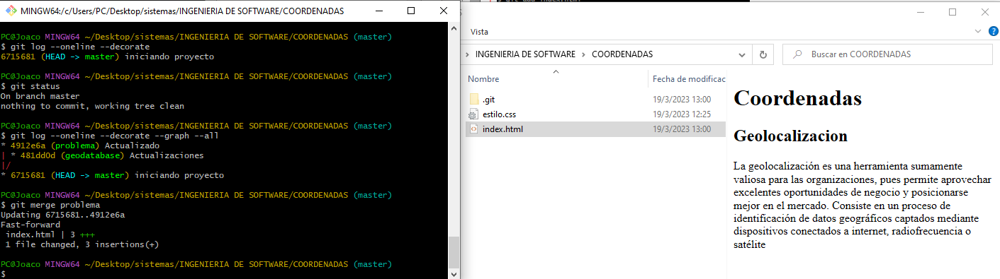 MINGW64:/c/Users/PC/Desktop/sistemas/INGENIERIA DE SOFTWARE/COORDENADAS
PC@Joaco MINGW64 ~/Desktop/sistemas/INGENIERIA DE SOFTWARE/COORDENADAS (master)
$ git log --oneline --decorate
6715681 (HEAD -> master) iniciando proyecto
PC@Joaco MINGW64 ~/Desktop/sistemas/INGENIERIA DE SOFTWARE/COORDENADAS (master)
$ git status
On branch master
nothing to commit, working tree clean
PC@Joaco MINGW64 ~/Desktop/sistemas/INGENIERIA DE SOFTWARE/COORDENADAS (master)
$ git log --oneline --decorate --graph --all
* 4912e6a (problema) Actualizado
| * 481dd0d (geodatabase) Actualizaciones
|/
* 6715681 (HEAD -> master) iniciando proyecto
PC@Joaco MINGW64 ~/Desktop/sistemas/INGENIERIA DE SOFTWARE/COORDENADAS (master)
$ git merge problema
Updating 6715681..4912e6a
Fast-forward
index.html | 3 +++
1 file changed, 3 insertions(+)
PC@Joaco MINGW64 ~/Desktop/sistemas/INGENIERIA DE SOFTWARE/COORDENADAS (master)
$
Vista
INGENIERIA DE SOFTWARE > COORDENADAS
Buscar en COORDENADAS
Nombre Fecha de modificac
.git 19/3/2023 13:00
estilo.css 19/3/2023 12:25
index.html 19/3/2023 13:00
Coordenadas
Geolocalizacion
La geolocalización es una herramienta sumamente
valiosa para las organizaciones, pues permite aprovechar
excelentes oportunidades de negocio y posicionarse
mejor en el mercado. Consiste en un proceso de
identificación de datos geográficos captados mediante
dispositivos conectados a internet, radiofrecuencia o
satélite